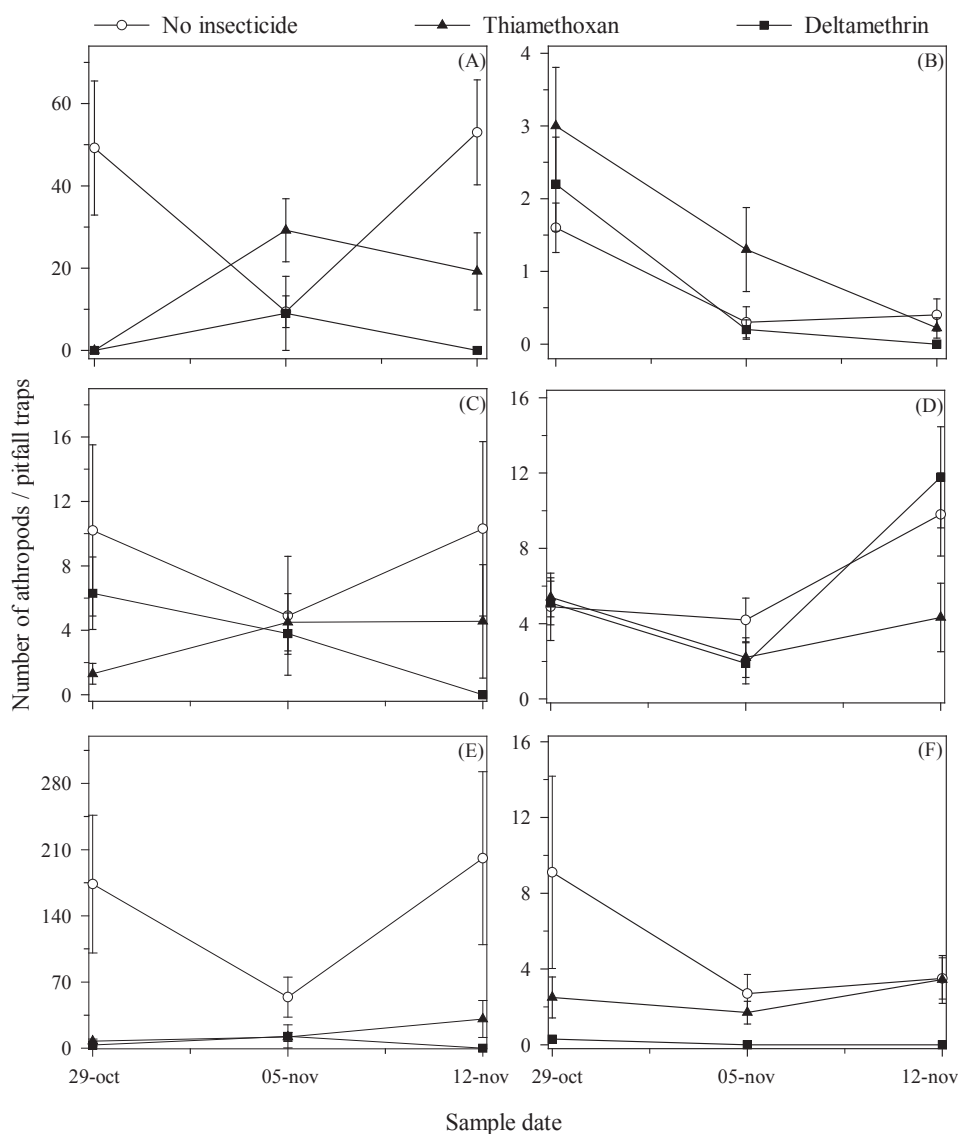 No insecticide Thiamethoxan Deltamethrin
(A)
60
40
20
0
(B)
4
3
2
1
0
Number of athropods / pitfall traps
(C)
16
12
8
4
0
(D)
16
12
8
4
0
(E)
280
210
140
70
0
(F)
16
12
8
4
0
29-oct 05-nov 12-nov
29-oct 05-nov 12-nov
Sample date